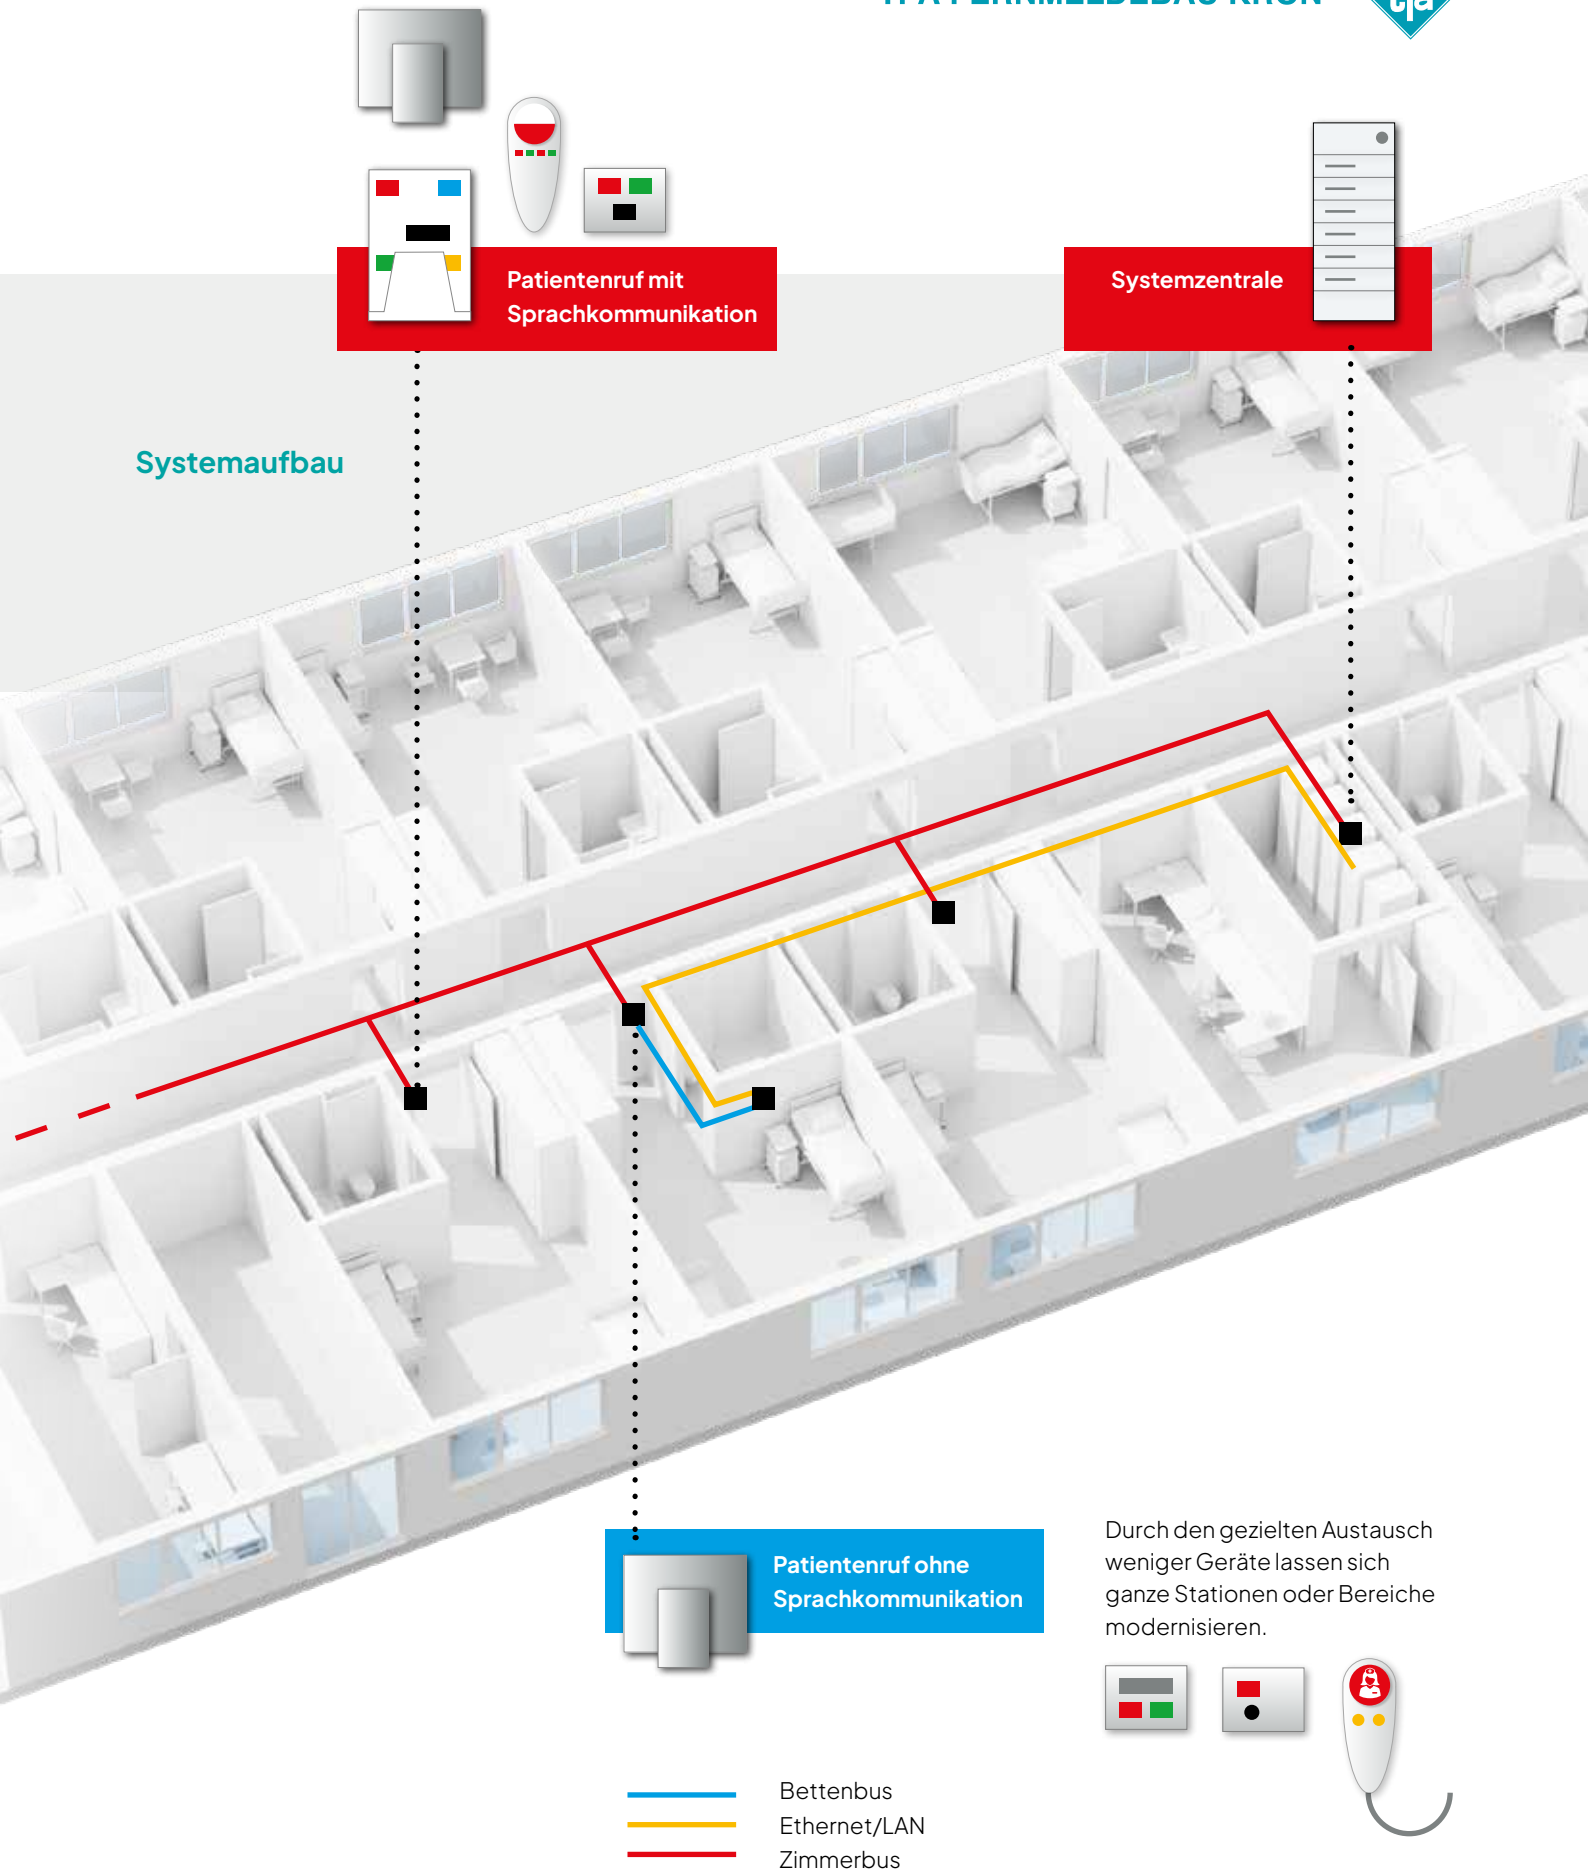 Patientenruf mit
Sprachkommunikation
Systemzentrale
Systemaufbau
Patientenruf ohne
Sprachkommunikation
Durch den gezielten Austausch
weniger Geräte lassen sich
ganze Stationen oder Bereiche
modernisieren.
Bettenbus
Ethernet/LAN
Zimmerbus